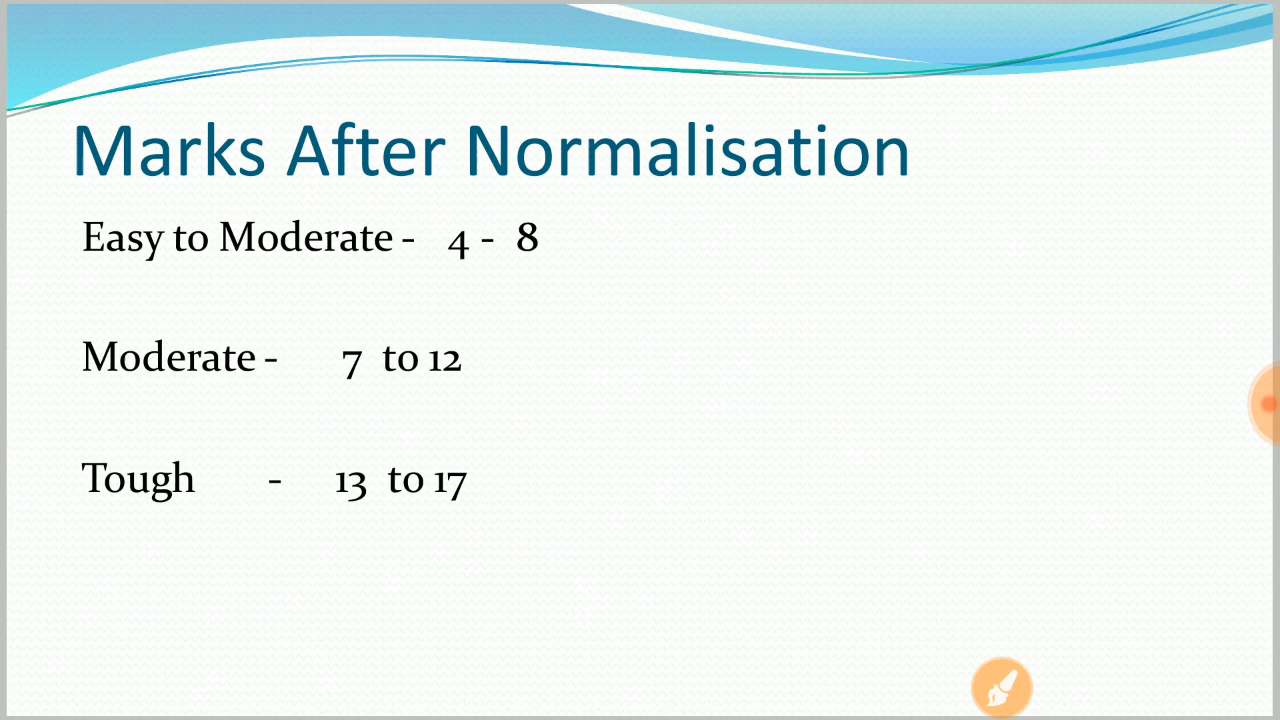 Marks After Normalisation
Easy to Moderate - 4 - 8
Moderate - 7 to 12
Tough - 13 to 17